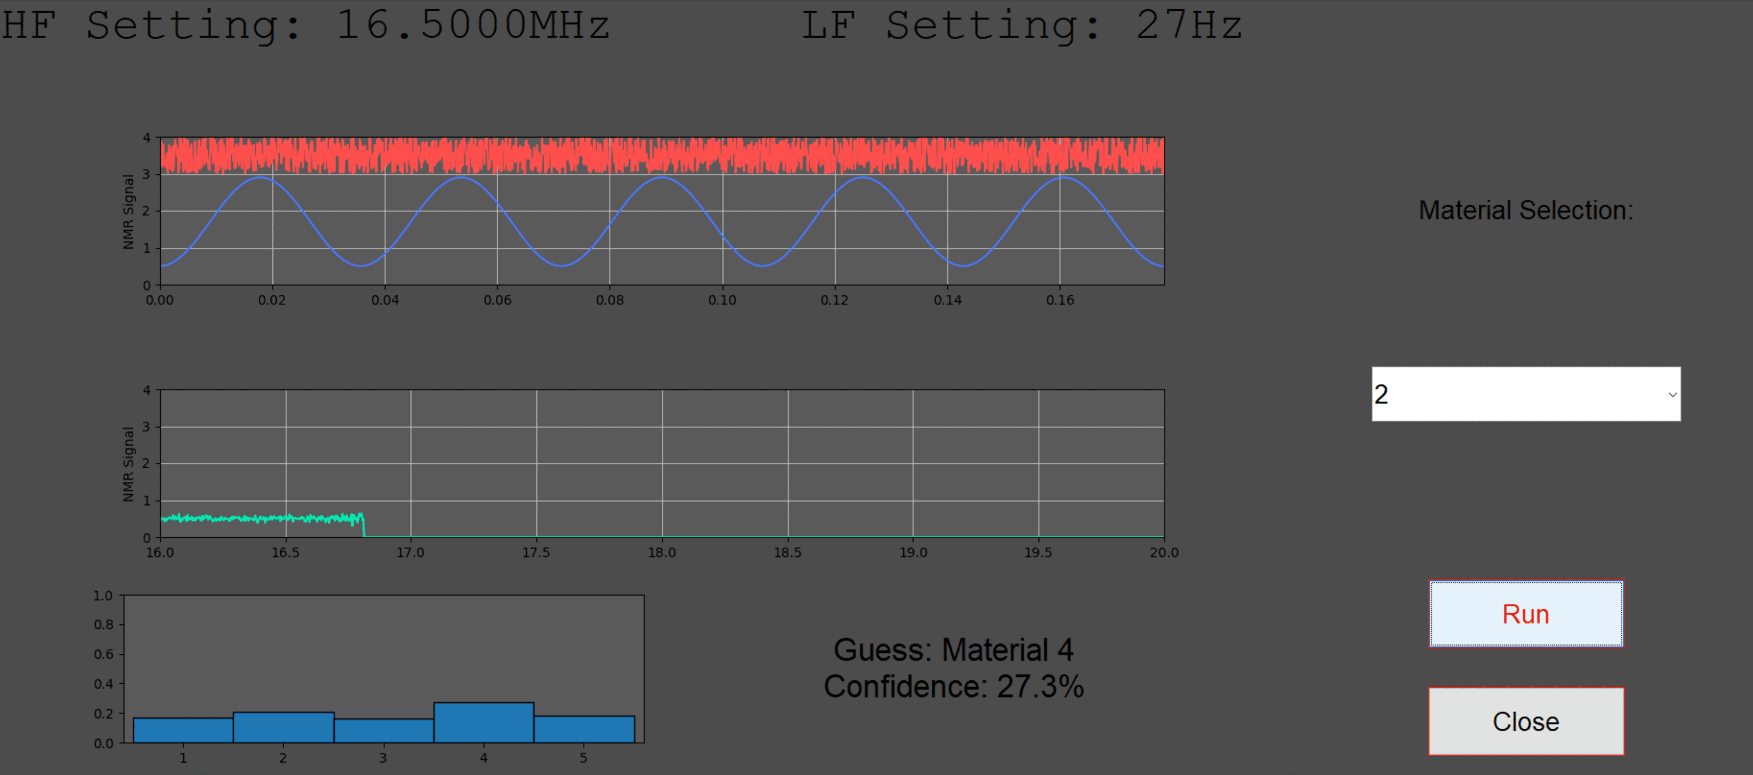 HF Setting: 16.5000MHz LF Setting: 27Hz
4
3
2
1
0
NMR Signal
0.00 0.02 0.04 0.06 0.08 0.10 0.12 0.14 0.16
Material Selection:
2
4
3
2
1
0
NMR Signal
16.0 16.5 17.0 17.5 18.0 18.5 19.0 19.5 20.0
1.0
0.8
0.6
0.4
0.2
0.0
1 2 3 4 5
Guess: Material 4
Confidence: 27.3%
Run
Close